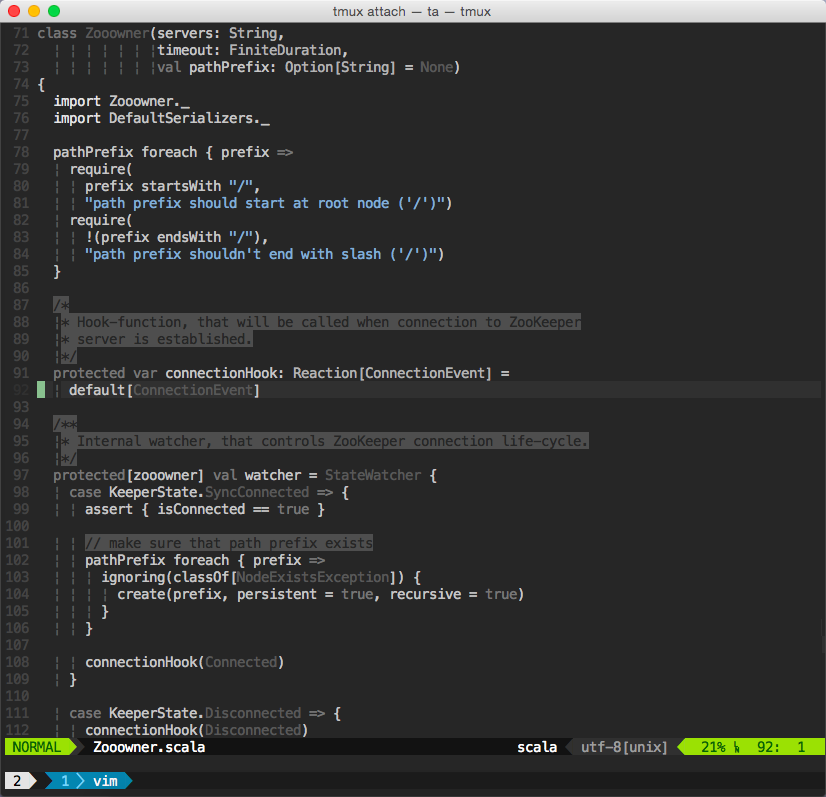 tmux attach — ta — tmux
71 class Zooowner(servers: String,
72 ¦ ¦ ¦ ¦ ¦ ¦ ¦timeout: FiniteDuration,
73 ¦ ¦ ¦ ¦ ¦ ¦ ¦val pathPrefix: Option[String] = None)
74 {
75   import Zooowner._
76   import DefaultSerializers._
77
78   pathPrefix foreach { prefix =>
79   ¦ require(
80   ¦ ¦ prefix startsWith "/",
81   ¦ ¦ "path prefix should start at root node ('/')")
82   ¦ require(
83   ¦ ¦ !(prefix endsWith "/"),
84   ¦ ¦ "path prefix shouldn't end with slash ('/')")
85   }
86
87   /*
88   ¦* Hook-function, that will be called when connection to ZooKeeper
89   ¦* server is established.
90   ¦*/
91   protected var connectionHook: Reaction[ConnectionEvent] =
92   ¦ default[ConnectionEvent]
93
94   /**
95   ¦* Internal watcher, that controls ZooKeeper connection life-cycle.
96   ¦*/
97   protected[zooowner] val watcher = StateWatcher {
98   ¦ case KeeperState.SyncConnected => {
99   ¦ ¦ assert { isConnected == true }
100
101   ¦ ¦ // make sure that path prefix exists
102   ¦ ¦ pathPrefix foreach { prefix =>
103   ¦ ¦ ¦ ignoring(classOf[NodeExistsException]) {
104   ¦ ¦ ¦ ¦ create(prefix, persistent = true, recursive = true)
105   ¦ ¦ ¦ }
106   ¦ ¦ }
107
108   ¦ ¦ connectionHook(Connected)
109   ¦ }
110
111   ¦ case KeeperState.Disconnected => {
112   ¦ ¦ connectionHook(Disconnected)
NORMAL Zooowner.scala scala utf-8[unix] 21% 92: 1
2 1 vim